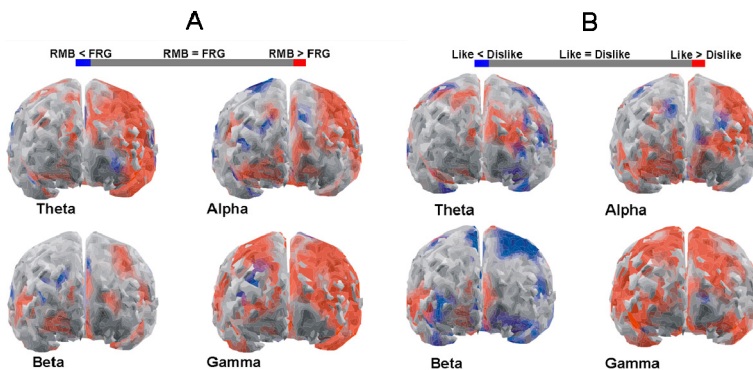 A
B
RMB < FRG RMB = FRG RMB > FRG
Like < Dislike Like = Dislike Like > Dislike
Theta Alpha Theta Alpha
Beta Gamma Beta Gamma